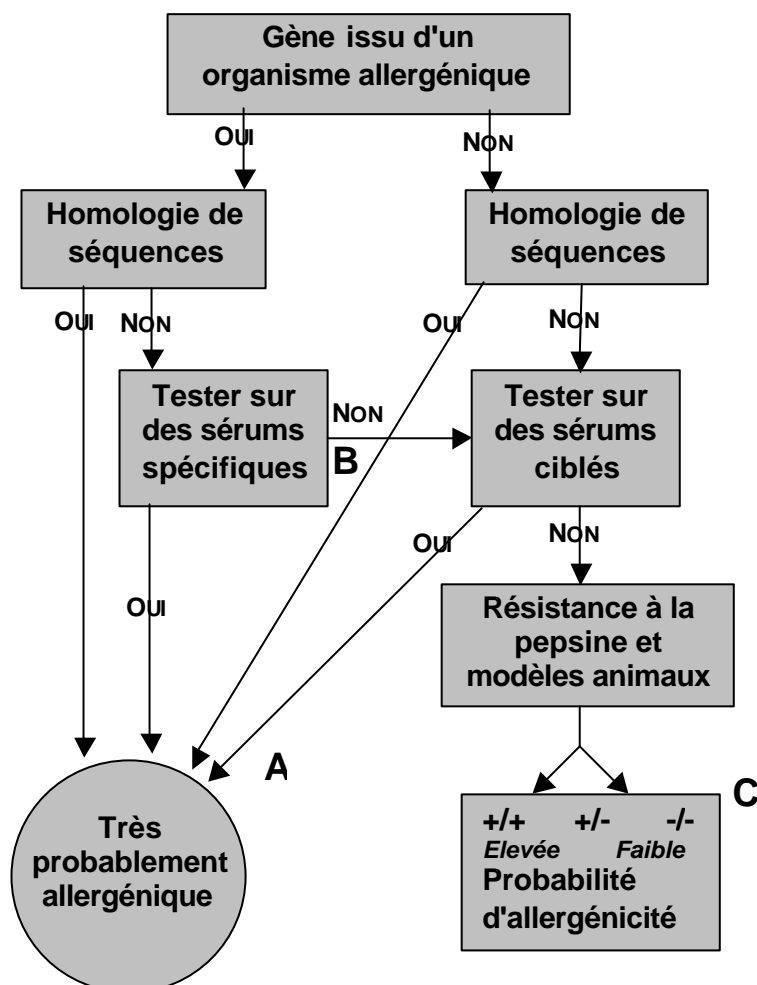 Gène issu d'un
organisme allergénique
OUI
NON
Homologie de
séquences
Homologie de
séquences
OUI
NON
OUI
NON
Tester sur
des sérums
spécifiques
NON
B
Tester sur
des sérums
ciblés
OUI
OUI
NON
Résistance à la
pepsine et
modèles animaux
A
C
Très
probablement
allergénique
+/+ +/- -/-
Elevée Faible
Probabilité
d'allergénicité